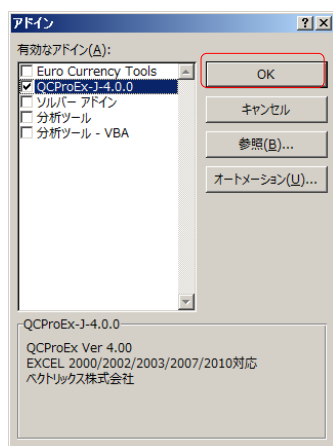 アドイン
有効なアドイン(A):
Euro Currency Tools
QCProEx-J-4.0.0
ソルバー アドイン
分析ツール
分析ツール - VBA
OK
キャンセル
参照(B)...
オートメーション(U)...
QCProEx-J-4.0.0
QCProEx Ver 4.00
EXCEL 2000/2002/2003/2007/2010対応
ベクトリックス株式会社